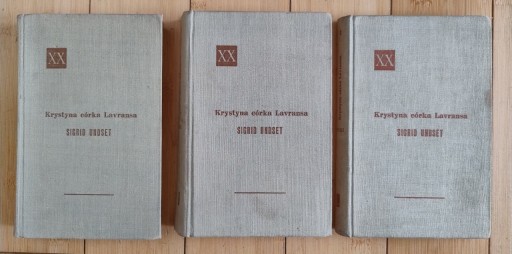 XX
Krystyna córka Lavransa
SIGRID UNDSET
XX
Krystyna córka Lavransa
SIGRID UNDSET
XX
Krystyna córka Lavransa
SIGRID UNDSET